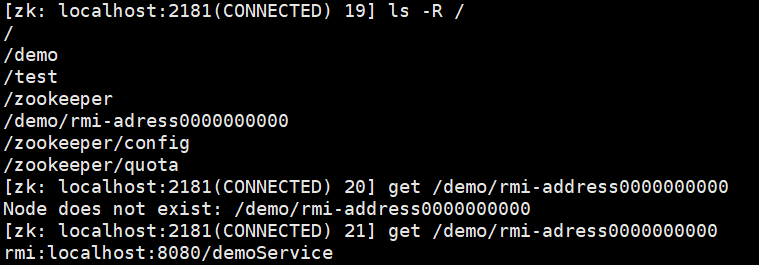 [zk: localhost:2181(CONNECTED) 19] ls -R /
/
/demo
/test
/zookeeper
/demo/rmi-adress0000000000
/zookeeper/config
/zookeeper/quota
[zk: localhost:2181(CONNECTED) 20] get /demo/rmi-address0000000000
Node does not exist: /demo/rmi-address0000000000
[zk: localhost:2181(CONNECTED) 21] get /demo/rmi-adress0000000000
rmi:localhost:8080/demoService